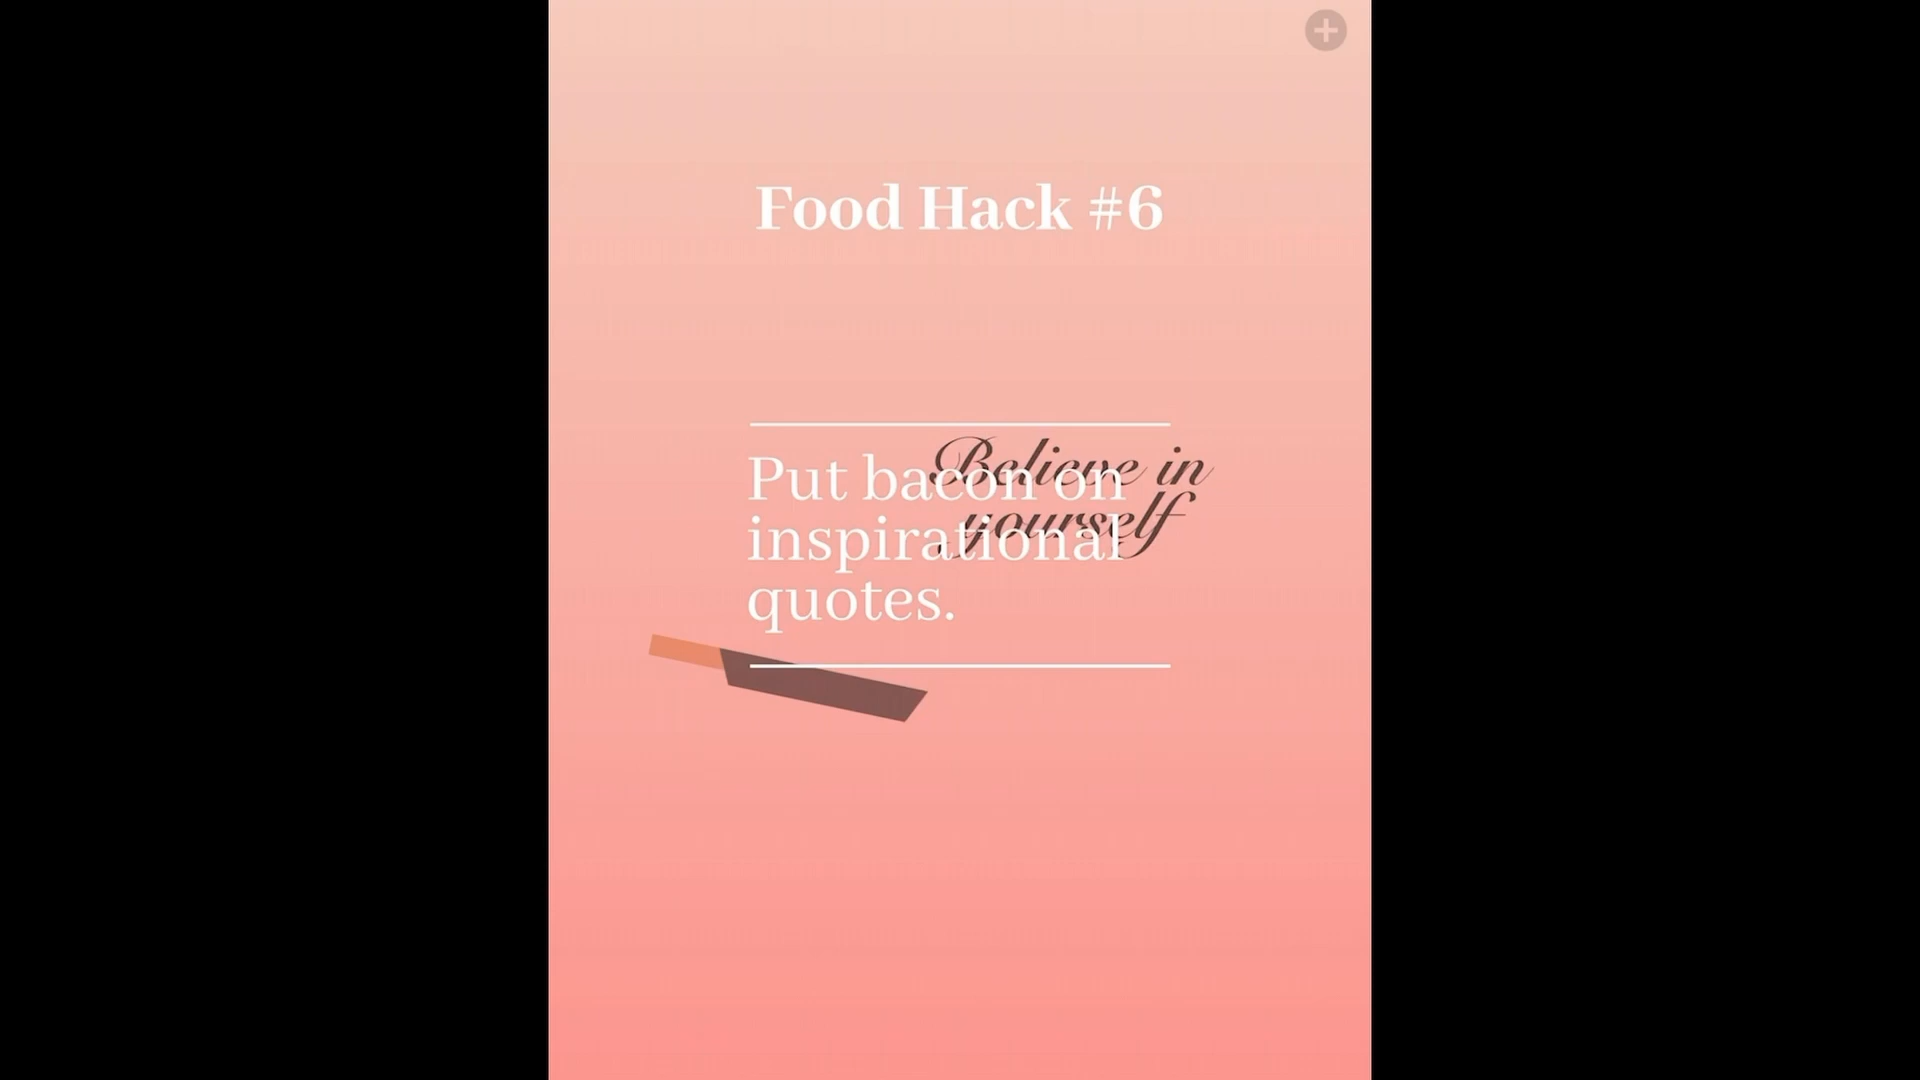 Food Hack #6
Put bacon on
inspirational
quotes.
Believe in
yourself